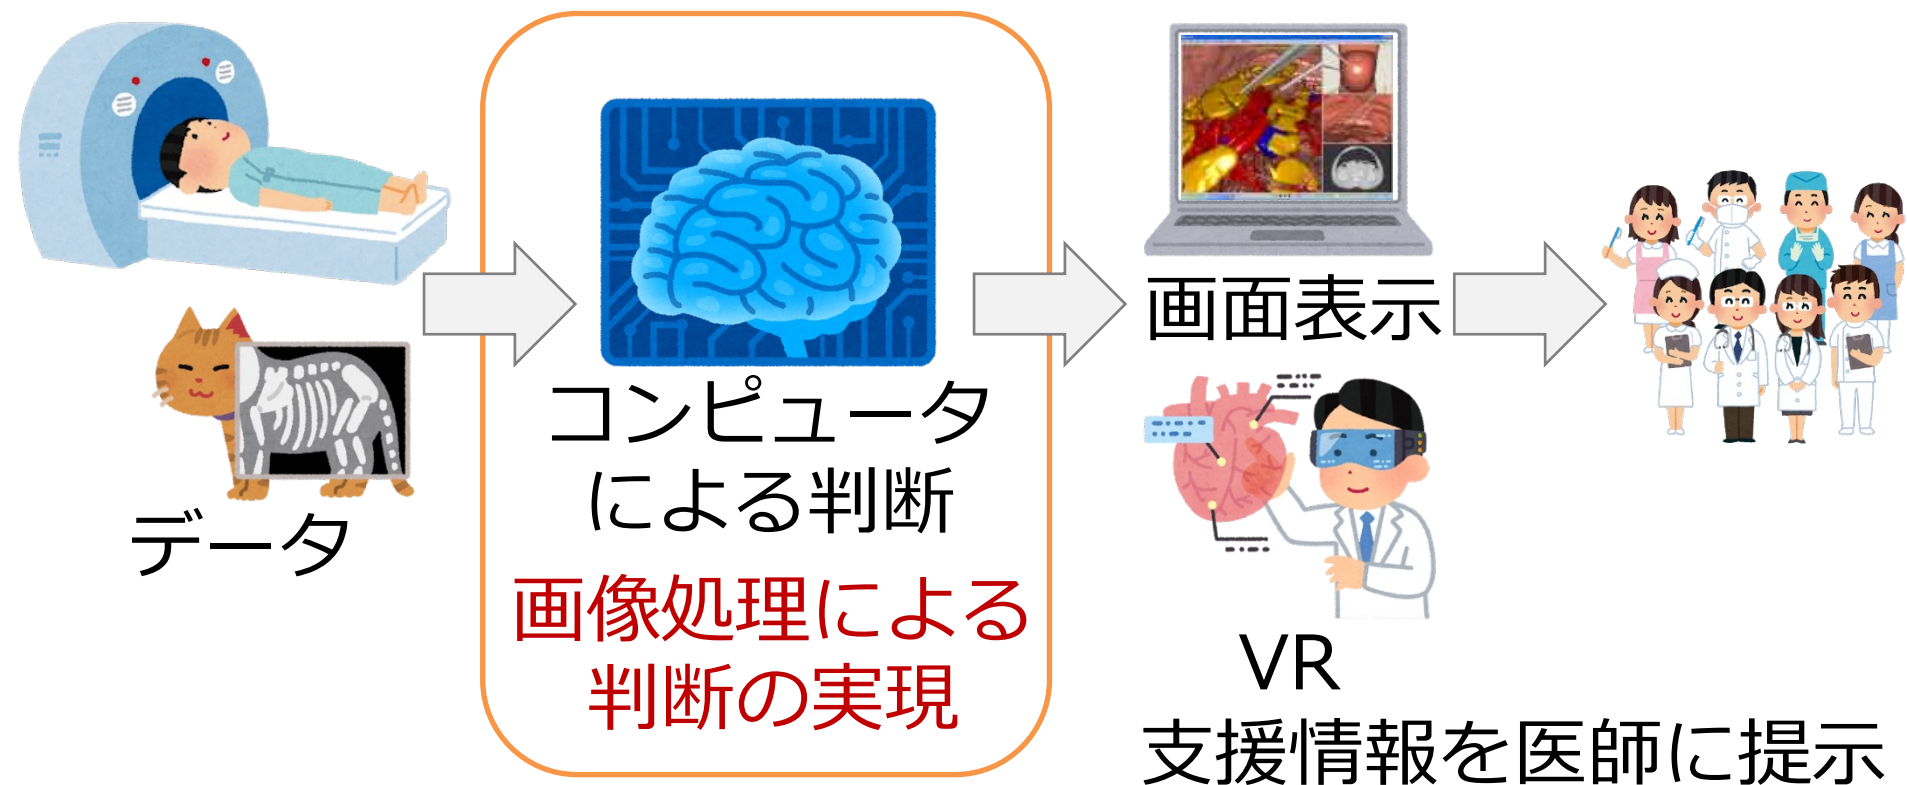 データ
コンピュータ
による判断
画像処理による
判断の実現
画面表示
VR
支援情報を医師に提示